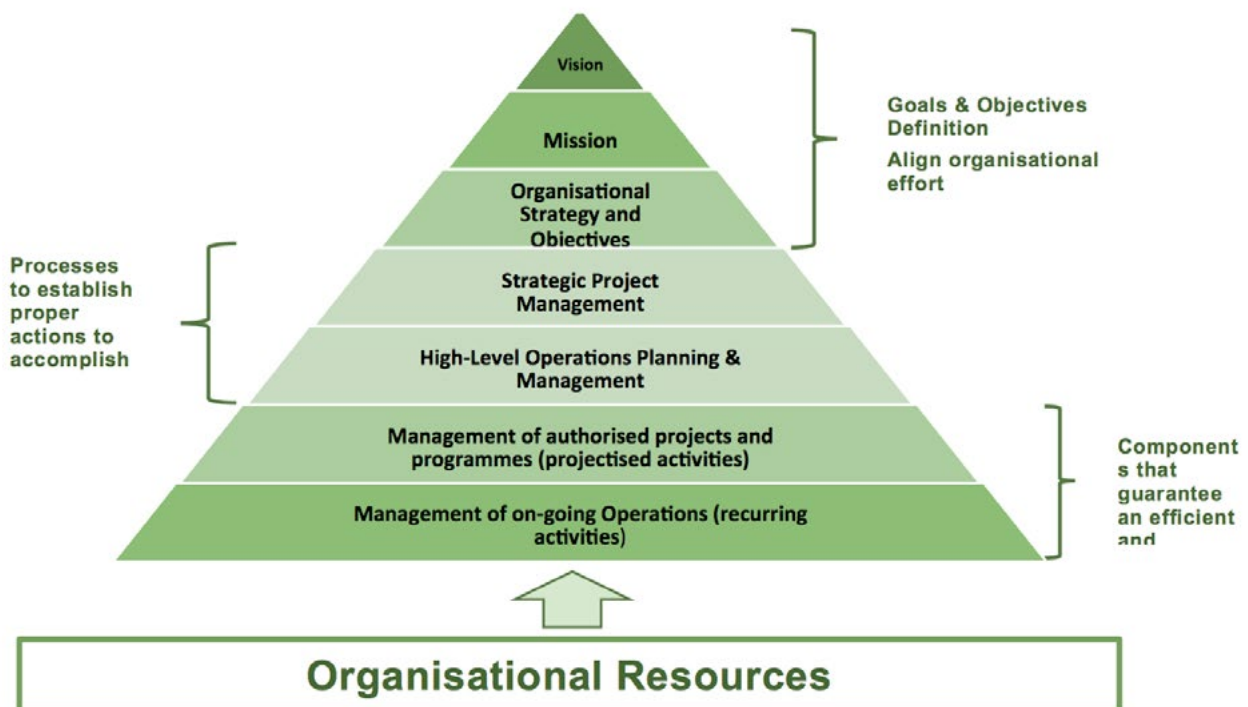 Vision
Mission
Organisational
Strategy and
Objectives
Strategic Project
Management
High-Level Operations Planning &
Management
Management of authorised projects and
programmes (projectised activities)
Management of on-going Operations (recurring
activities)
Goals & Objectives
Definition
Align organisational
effort
Processes
to establish
proper
actions to
accomplish
Component
s that
guarantee
an efficient
and
Organisational Resources